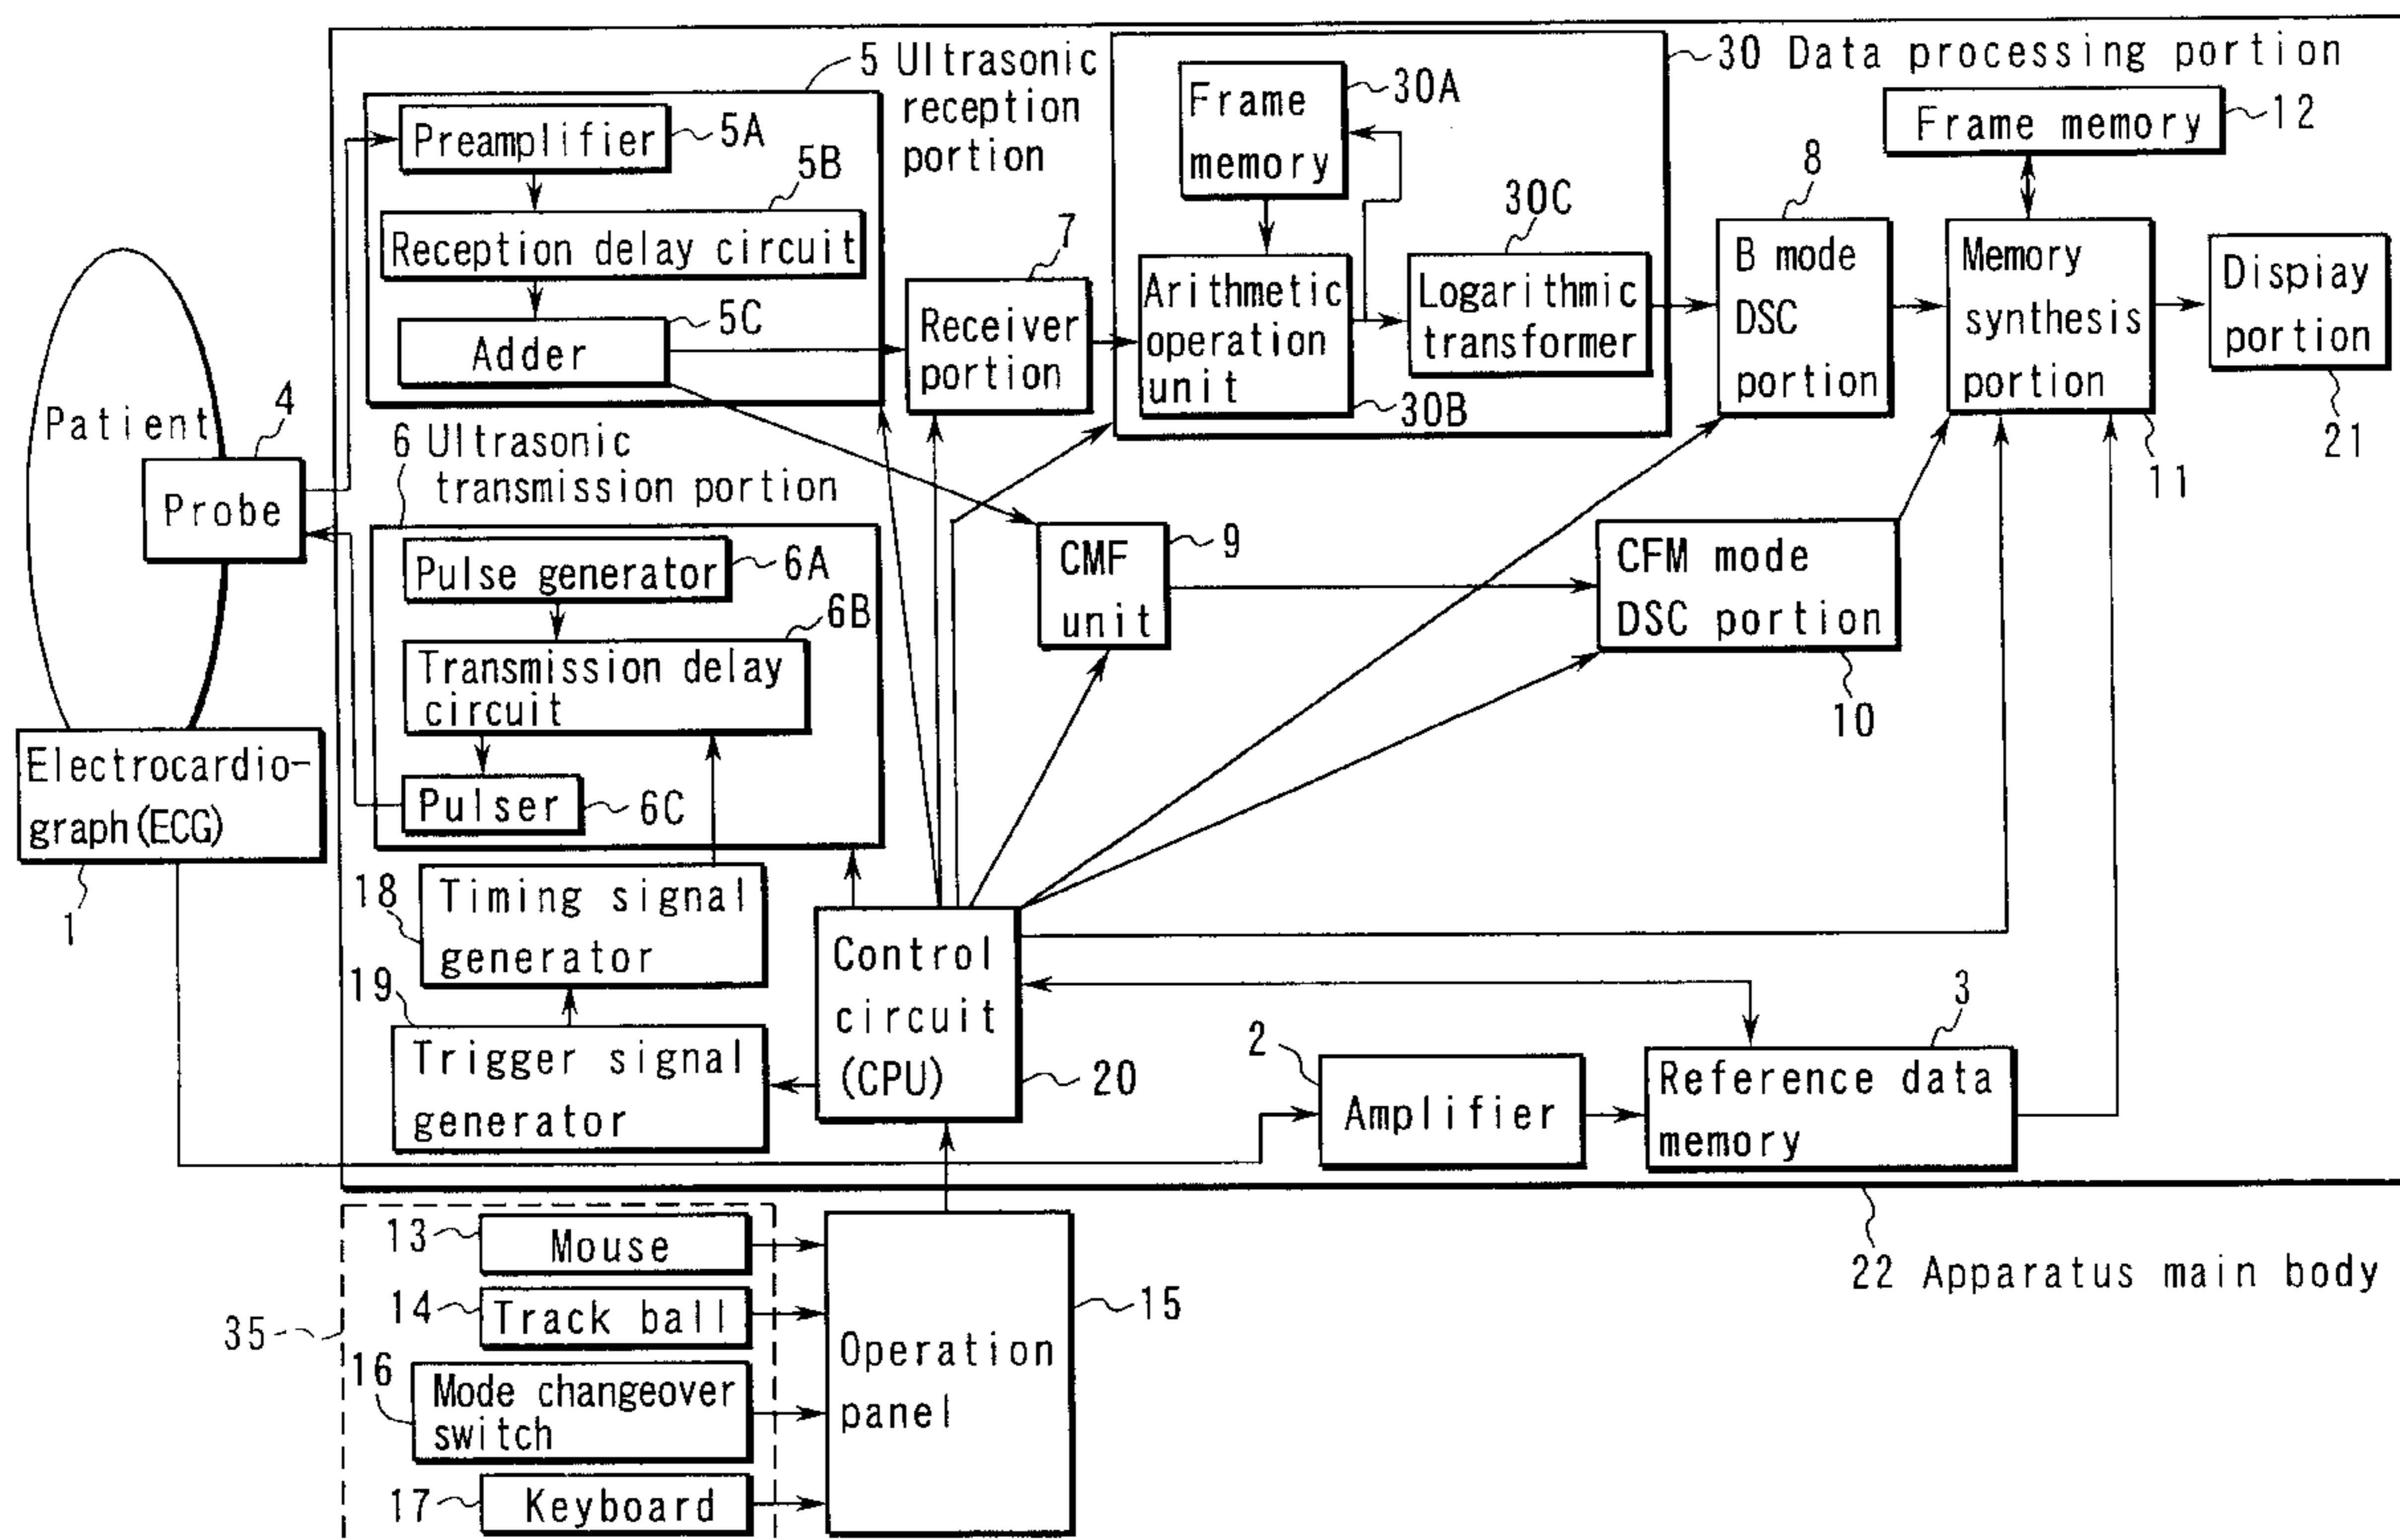 5 Ultrasonic
reception
portion
30 Data processing portion
Preamplifier
5A
5B
Reception delay circuit
5C
Adder
7
Receiver
portion
Frame
memory
30A
30C
Arithmetic
operation
unit
30B
Logarithmic
transformer
8
B mode
DSC
portion
Frame memory
12
Memory
synthesis
portion
11
Display
portion
21
Patient
4
Probe
6 Ultrasonic
transmission portion
Pulse generator
6A
6B
Transmission delay
circuit
Pulser
6C
CMF
unit
9
CFM mode
DSC portion
10
Electrocardio-
graph(ECG)
1
18
Timing signal
generator
19
Trigger signal
generator
Control
circuit
(CPU)
20
2
Amplifier
3
Reference data
memory
22 Apparatus main body
13
Mouse
14
Track ball
35
16
Mode changeover
switch
17
Keyboard
15
Operation
panel